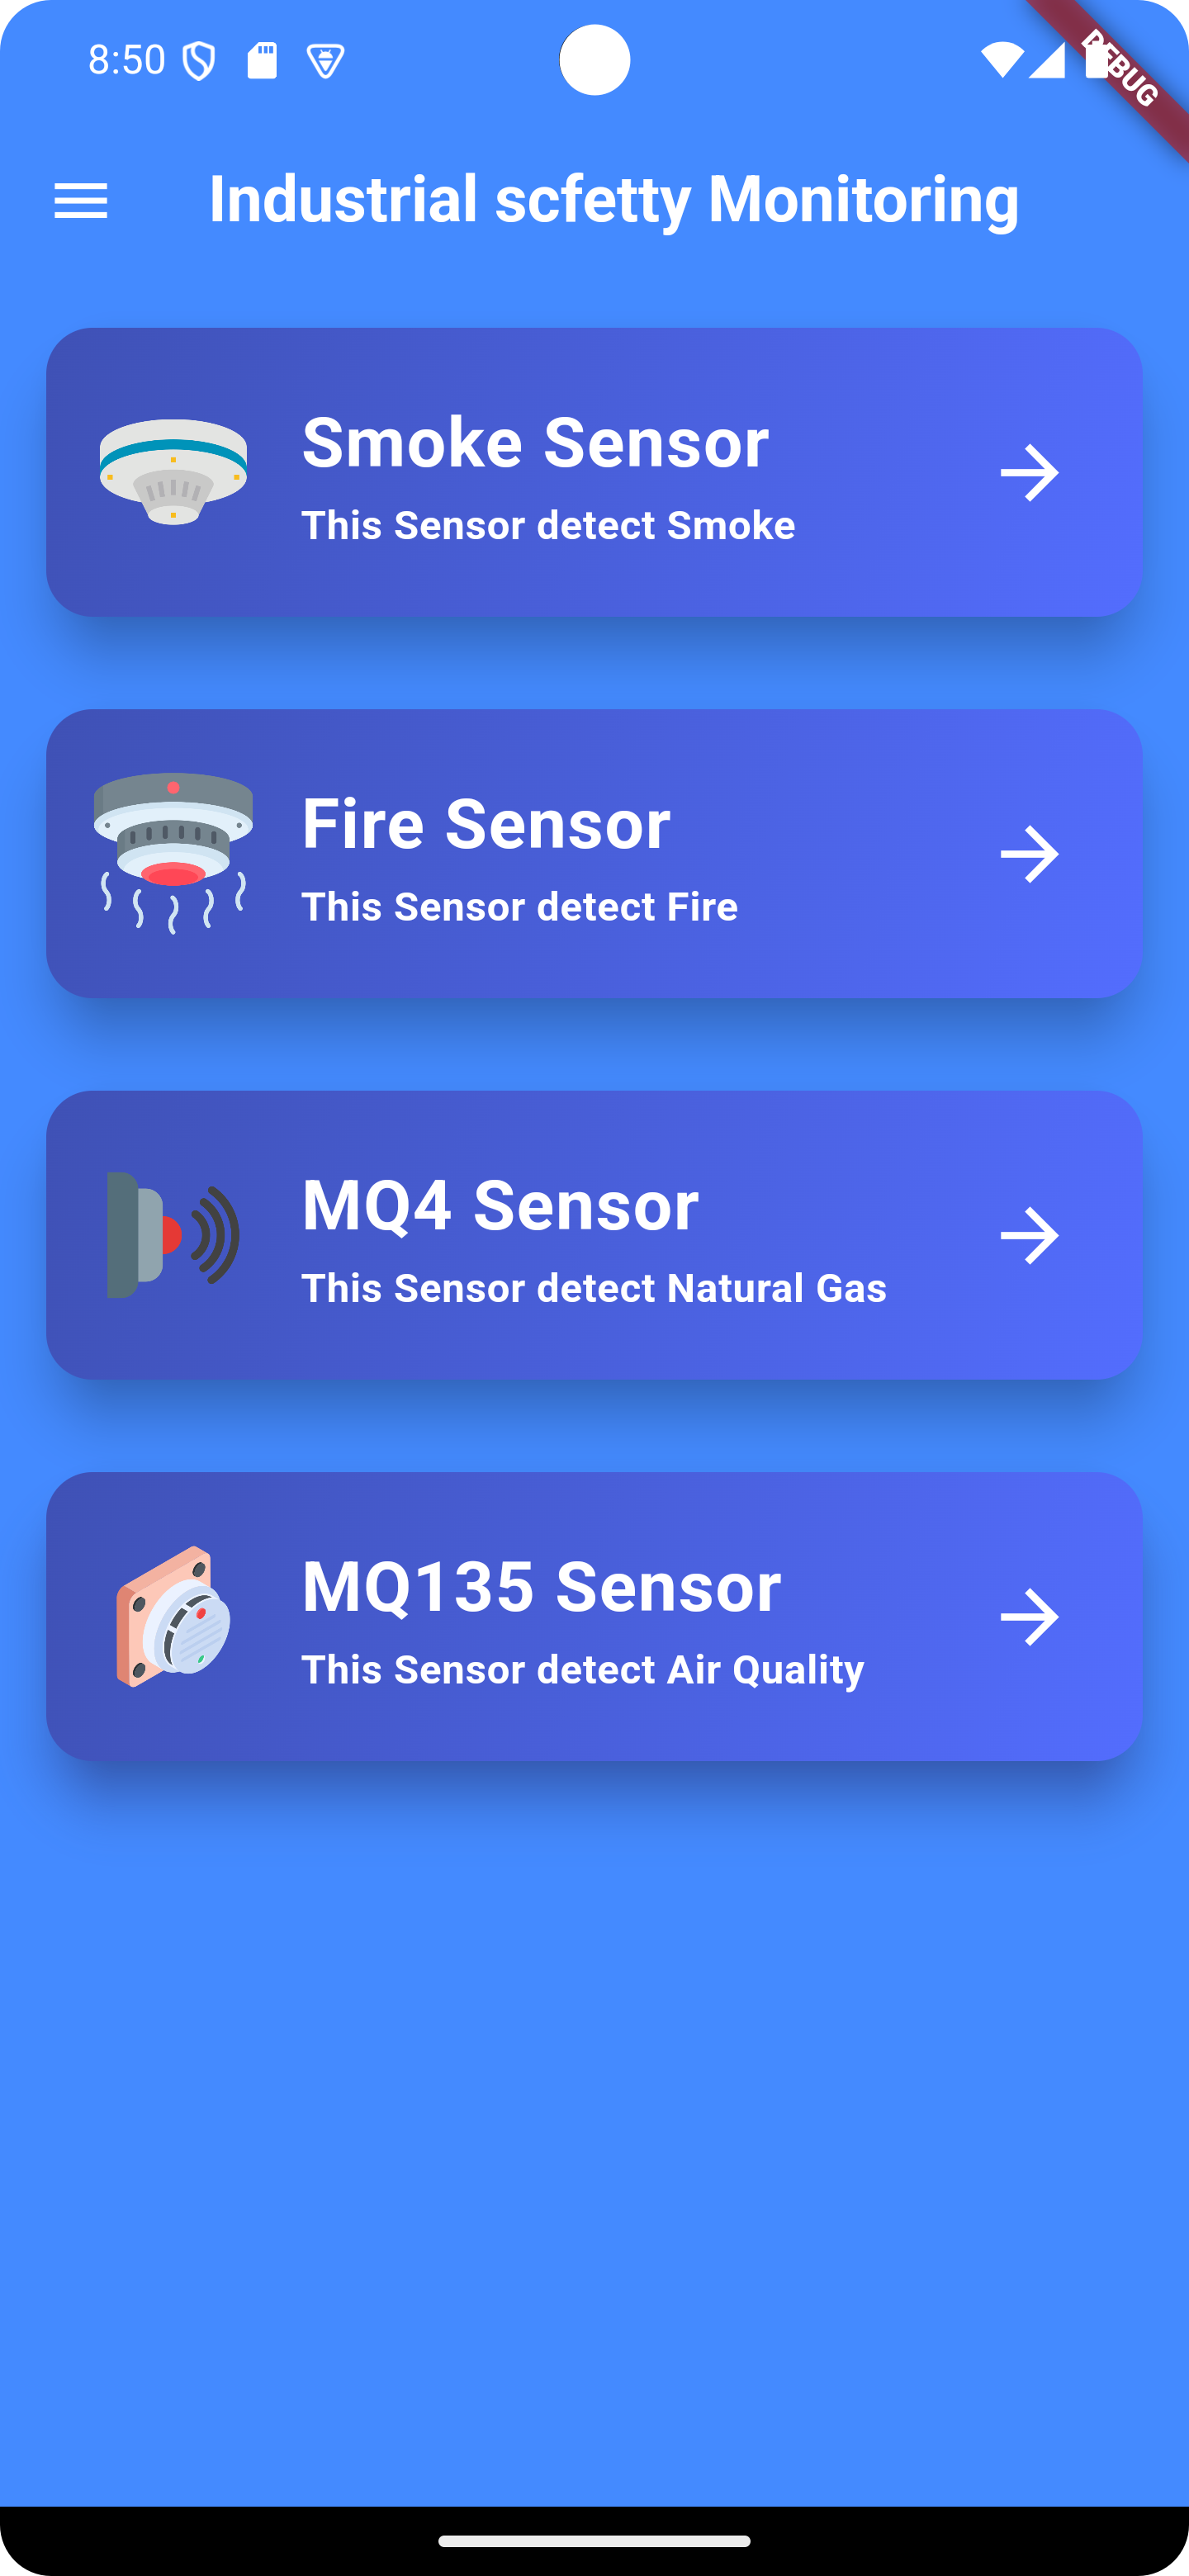 8:50
DEBUG
Industrial scfetty Monitoring
Smoke Sensor
This Sensor detect Smoke
Fire Sensor
This Sensor detect Fire
MQ4 Sensor
This Sensor detect Natural Gas
MQ135 Sensor
This Sensor detect Air Quality